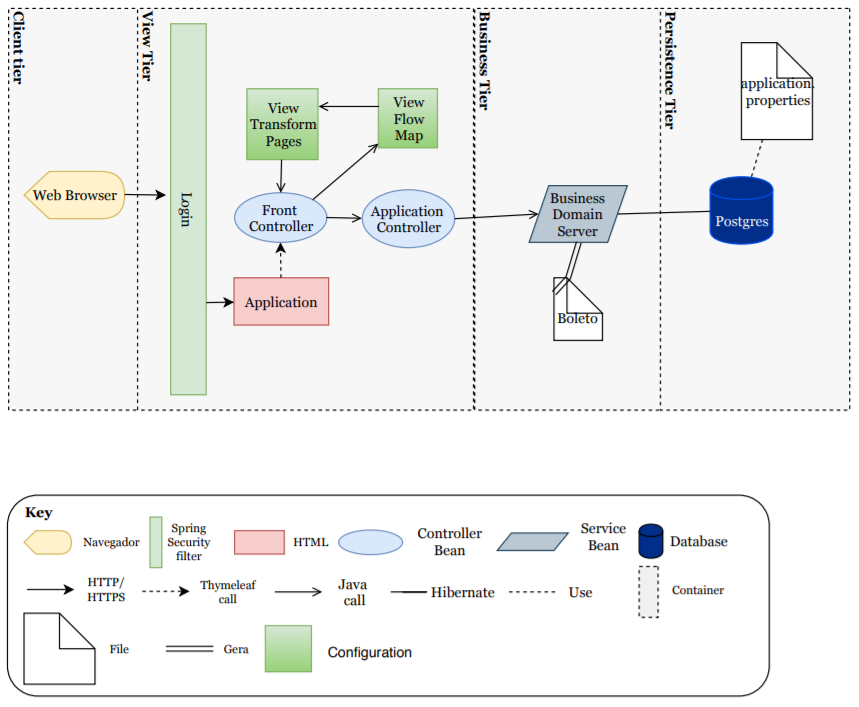 Client tier
View Tier
Business Tier
Persistence Tier
application.
properties
View
Transform
Pages
View
Flow
Map
Web Browser
Login
Front
Controller
Application
Controller
Business
Domain
Server
Postgres
Application
Boleto
Key
Navegador
Spring
Security
filter
HTML
Controller
Bean
Service
Bean
Database
HTTP/
HTTPS
Thymeleaf
call
Java
call
Hibernate
Use
Container
File
Gera
Configuration